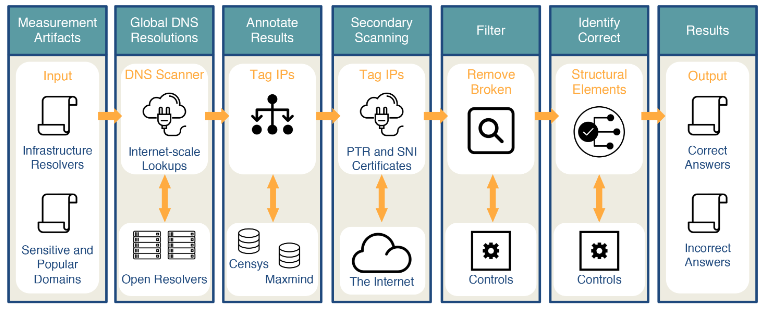 Measurement
Artifacts
Global DNS
Resolutions
Annotate
Results
Secondary
Scanning
Filter
Identify
Correct
Results
Input
Infrastructure
Resolvers
Sensitive and
Popular
Domains
DNS Scanner
Internet-scale
Lookups
Open Resolvers
Tag IPs
Censys
Maxmind
Tag IPs
PTR and SNI
Certificates
The Internet
Remove
Broken
Controls
Structural
Elements
Controls
Output
Correct
Answers
Incorrect
Answers